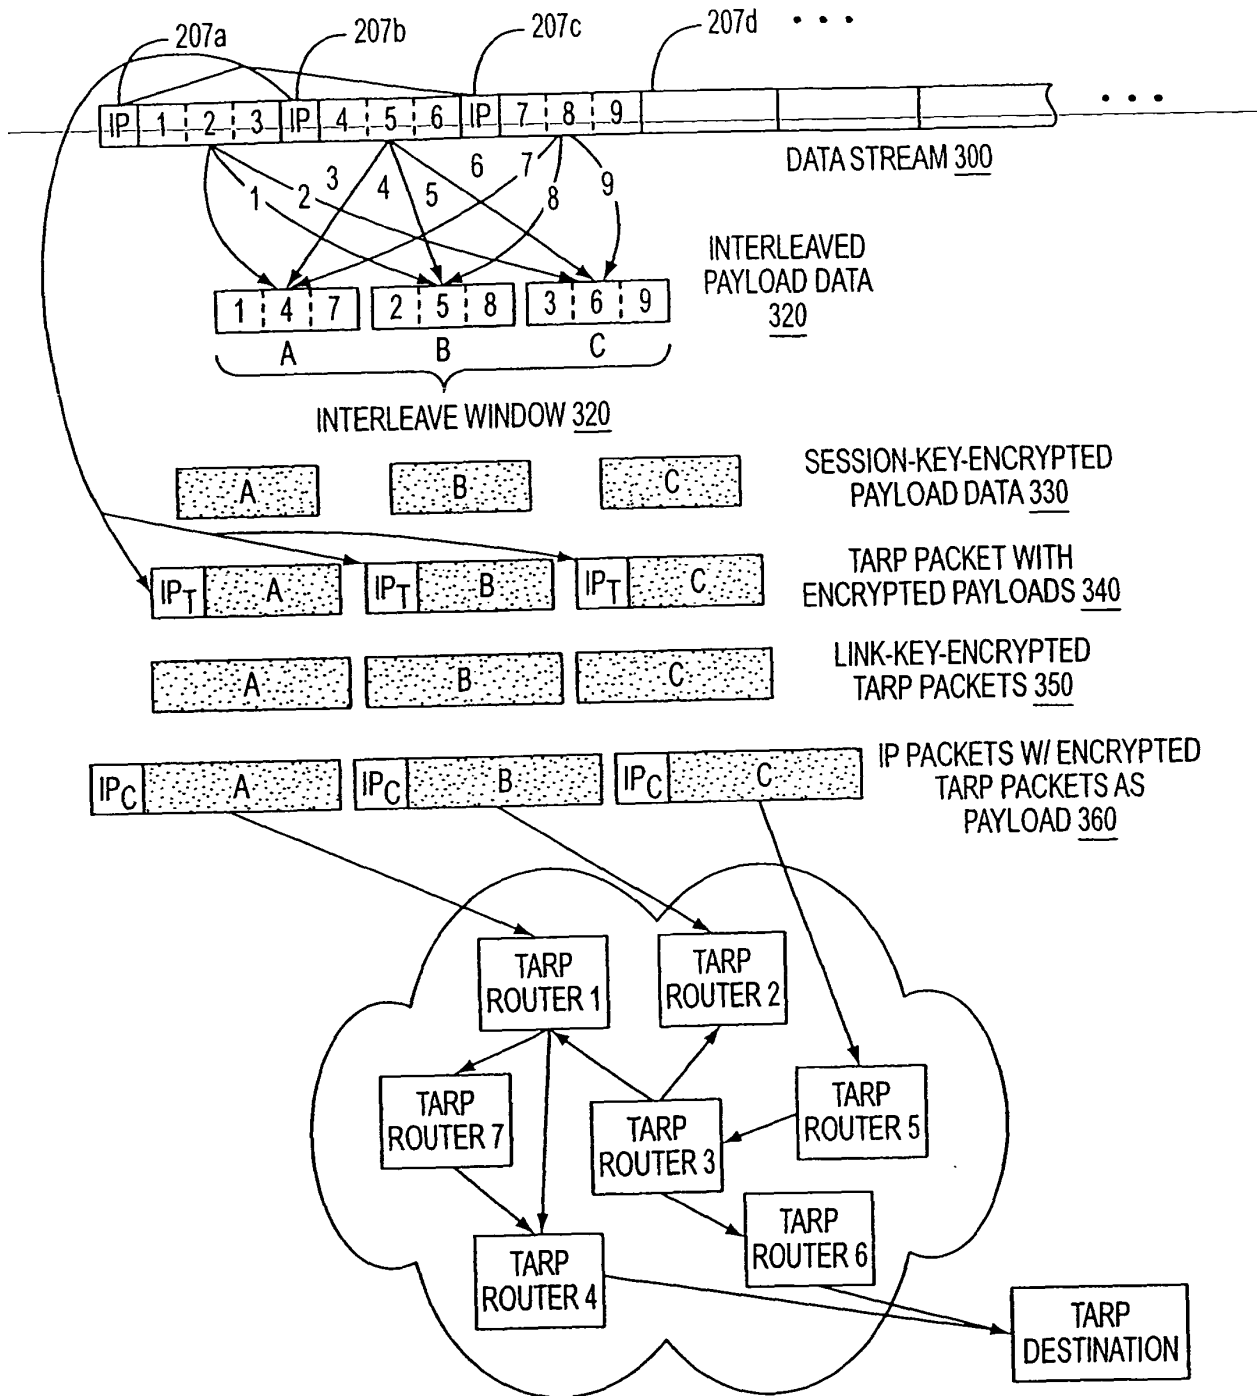 207a 207b 207c 207d • • •
IP 1 2 3 IP 4 5 6 IP 7 8 9 • • •
DATA STREAM 300
1 2 3 4 5 6 7 8 9
INTERLEAVED
PAYLOAD DATA
320
1 4 7 2 5 8 3 6 9
A B C
INTERLEAVE WINDOW 320
A B C
SESSION-KEY-ENCRYPTED
PAYLOAD DATA 330
IPT A IPT B IPT C
TARP PACKET WITH
ENCRYPTED PAYLOADS 340
A B C
LINK-KEY-ENCRYPTED
TARP PACKETS 350
IPC A IPC B IPC C
IP PACKETS W/ ENCRYPTED
TARP PACKETS AS
PAYLOAD 360
TARP
ROUTER 1
TARP
ROUTER 2
TARP
ROUTER 7
TARP
ROUTER 3
TARP
ROUTER 5
TARP
ROUTER 4
TARP
ROUTER 6
TARP
DESTINATION